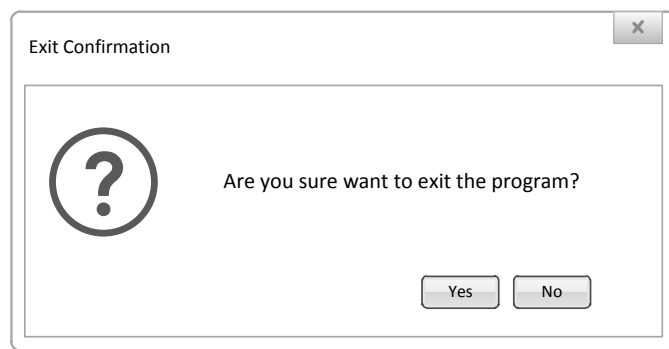 Exit Confirmation
Are you sure want to exit the program?
Yes No